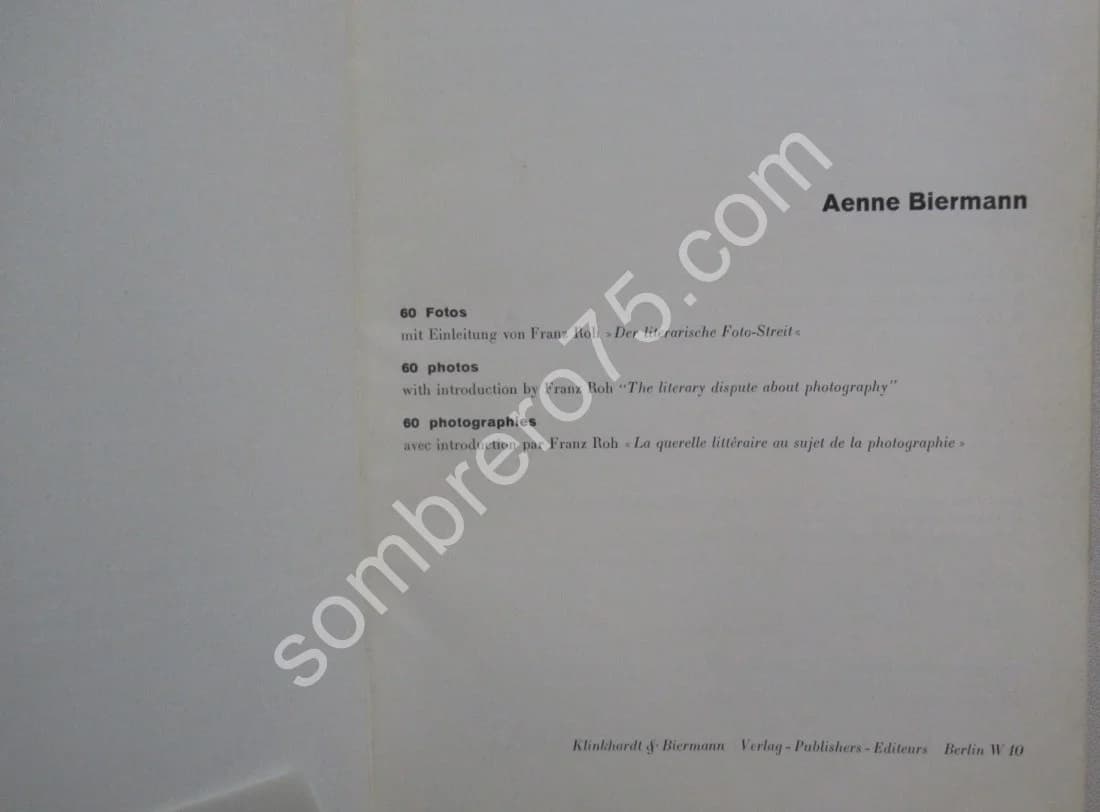 Aenne Biermann
60 Fotos
mit Einleitung von Franz Roh »Der literarische Foto-Streit«
60 photos
with introduction by Franz Roh “The literary dispute about photography”
60 photographies
avec introduction par Franz Roh «La querelle littéraire au sujet de la photographie»
Klinkhardt & Biermann Verlag - Publishers - Editeurs Berlin W 10
sombrero75.com